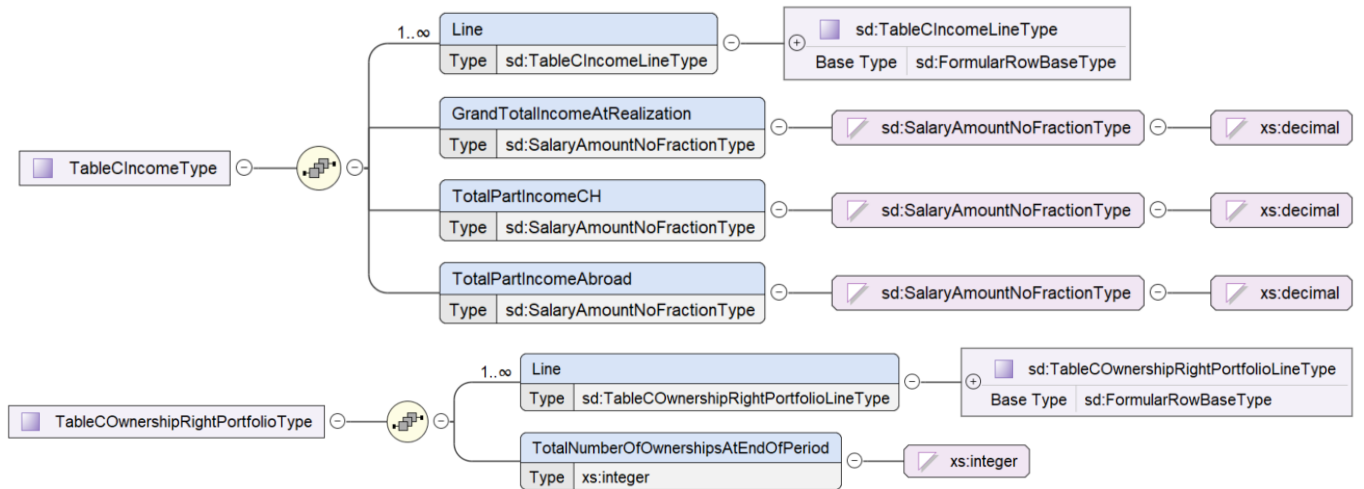 1..∞
Line
Type sd:TableCIncomeLineType
sd:TableCIncomeLineType
Base Type sd:FormularRowBaseType
GrandTotalIncomeAtRealization
Type sd:SalaryAmountNoFractionType
sd:SalaryAmountNoFractionType
xs:decimal
TableCIncomeType
TotalPartIncomeCH
Type sd:SalaryAmountNoFractionType
sd:SalaryAmountNoFractionType
xs:decimal
TotalPartIncomeAbroad
Type sd:SalaryAmountNoFractionType
sd:SalaryAmountNoFractionType
xs:decimal
1..∞
Line
Type sd:TableCOwnershipRightPortfolioLineType
sd:TableCOwnershipRightPortfolioLineType
Base Type sd:FormularRowBaseType
TableCOwnershipRightPortfolioType
TotalNumberOfOwnershipsAtEndOfPeriod
Type xs:integer
xs:integer